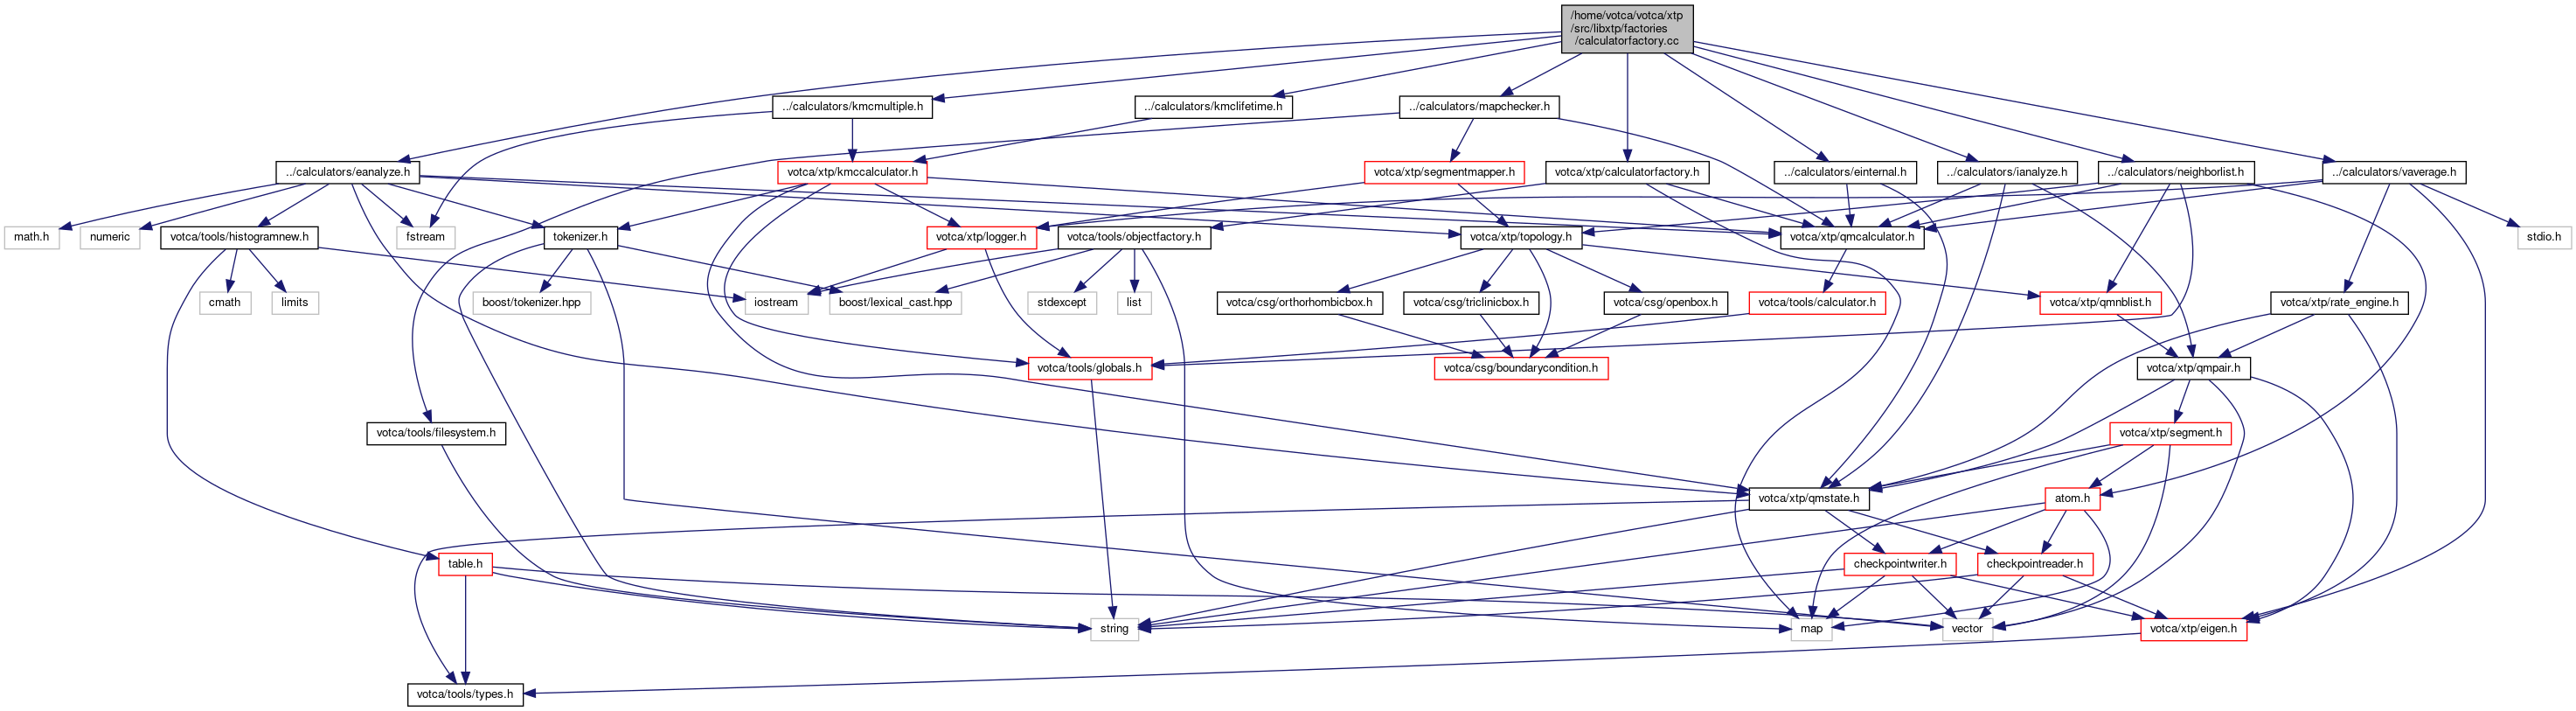 /home/votca/votca/xtp
/src/libxtp/factories
/calculatorfactory.cc
../calculators/kmcmultiple.h
../calculators/kmclifetime.h
../calculators/mapchecker.h
../calculators/eanalyze.h
votca/xtp/kmccalculator.h
votca/xtp/segmentmapper.h
votca/xtp/calculatorfactory.h
../calculators/einternal.h
../calculators/ianalyze.h
../calculators/neighborlist.h
../calculators/vaverage.h
math.h
numeric
votca/tools/histogramnew.h
fstream
tokenizer.h
votca/xtp/logger.h
votca/tools/objectfactory.h
votca/xtp/topology.h
votca/xtp/qmcalculator.h
stdio.h
cmath
limits
boost/tokenizer.hpp
iostream
boost/lexical_cast.hpp
stdexcept
list
votca/csg/orthorhombicbox.h
votca/csg/triclinicbox.h
votca/csg/openbox.h
votca/tools/calculator.h
votca/xtp/qmnblist.h
votca/xtp/rate_engine.h
votca/tools/globals.h
votca/csg/boundarycondition.h
votca/xtp/qmpair.h
votca/tools/filesystem.h
votca/xtp/segment.h
votca/xtp/qmstate.h
atom.h
table.h
checkpointwriter.h
checkpointreader.h
string
map
vector
votca/xtp/eigen.h
votca/tools/types.h